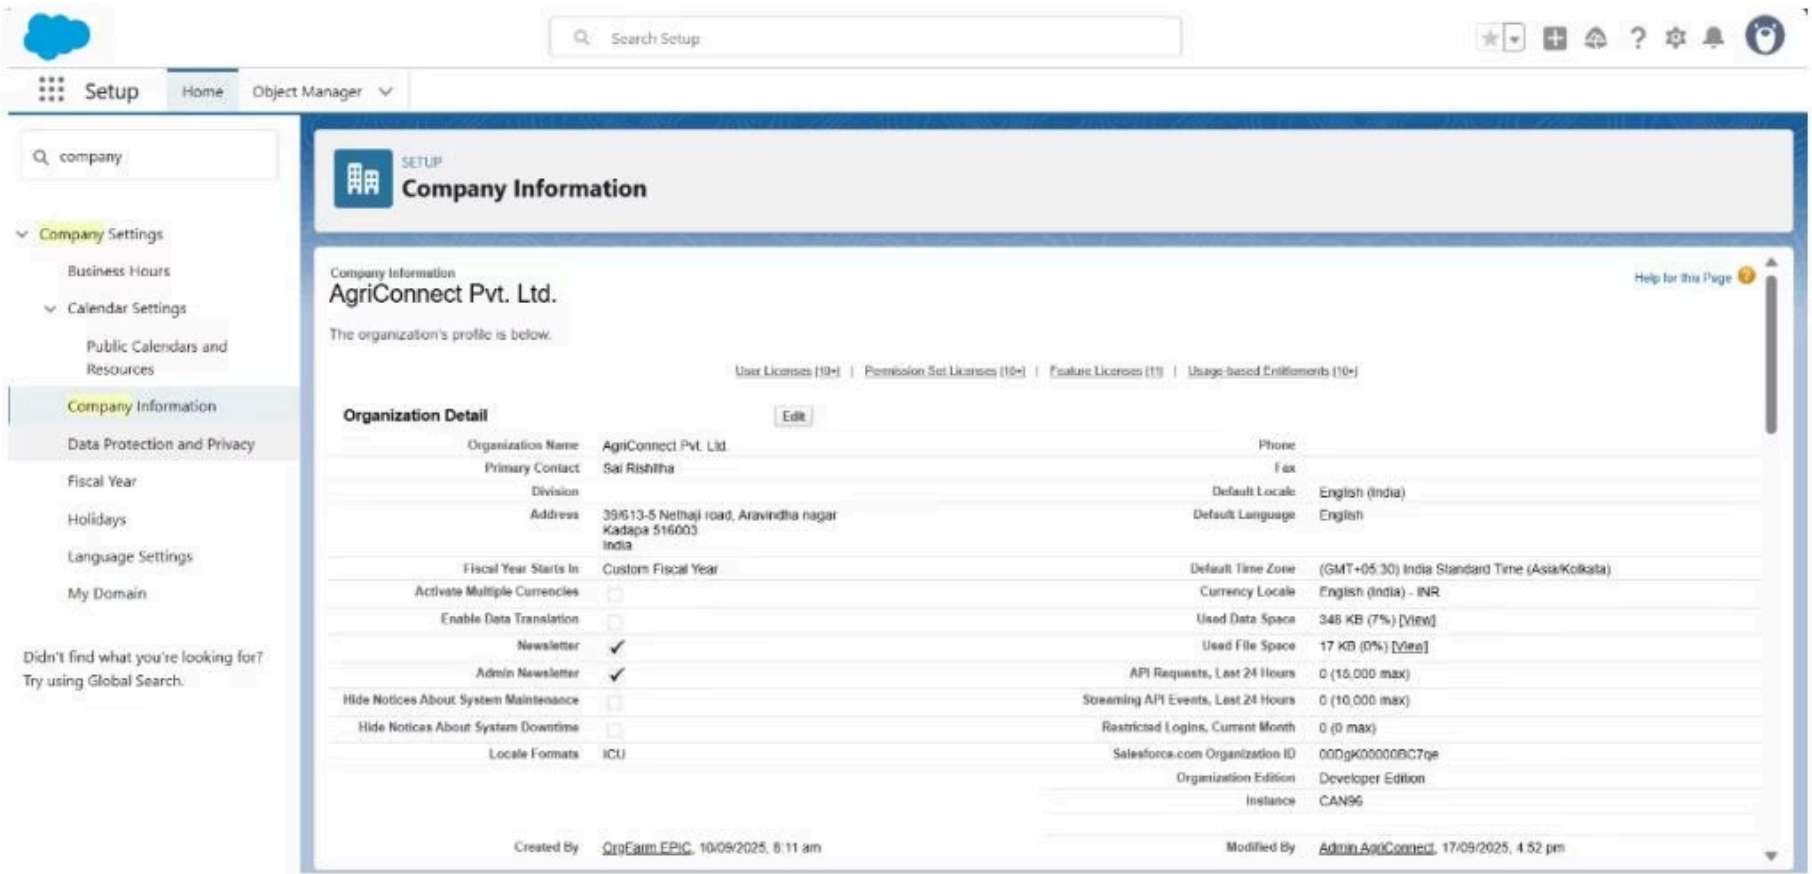 Search Setup
Setup
Home
Object Manager
company
Company Settings
Business Hours
Calendar Settings
Public Calendars and
Resources
Company Information
Data Protection and Privacy
Fiscal Year
Holidays
Language Settings
My Domain
Didn't find what you're looking for?
Try using Global Search.
SETUP
Company Information
Company Information
AgriConnect Pvt. Ltd.
Help for this Page
The organization's profile is below.
User Licenses [10+] | Permission Set Licenses [10+] | Feature Licenses [11] | Usage-based Entitlements [10+]
Organization Detail Edit
Organization Name AgriConnect Pvt. Ltd. Phone
Primary Contact Sai Rishitha Fax
Division Default Locale English (India)
Address 39/613-5 Nethaji road, Aravindha nagar Default Language English
Kadapa 516003
India
Fiscal Year Starts In Custom Fiscal Year Default Time Zone (GMT+05:30) India Standard Time (Asia/Kolkata)
Activate Multiple Currencies Currency Locale English (India) - INR
Enable Data Translation Used Data Space 348 KB (7%) [View]
Newsletter ✓ Used File Space 17 KB (0%) [View]
Admin Newsletter ✓ API Requests, Last 24 Hours 0 (15,000 max)
Hide Notices About System Maintenance Streaming API Events, Last 24 Hours 0 (10,000 max)
Hide Notices About System Downtime Restricted Logins, Current Month 0 (0 max)
Locale Formats ICU Salesforce.com Organization ID 00DgK00000BC7qe
Organization Edition Developer Edition
Instance CAN96
Created By OrgFarm EPIC, 10/09/2025, 6:11 am Modified By Admin AgriConnect, 17/09/2025, 4:52 pm